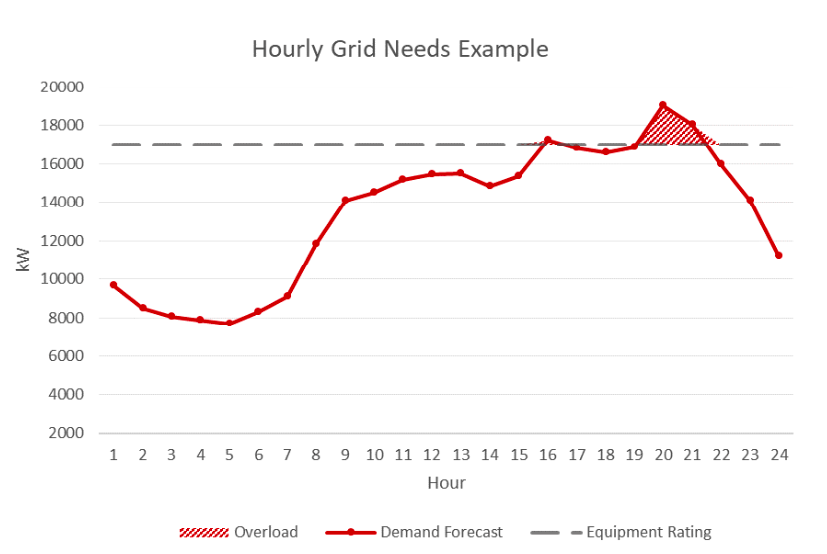 Hourly Grid Needs Example
20000
18000
16000
14000
12000
10000
8000
6000
4000
2000
kW
1 2 3 4 5 6 7 8 9 10 11 12 13 14 15 16 17 18 19 20 21 22 23 24
Hour
Overload Demand Forecast Equipment Rating